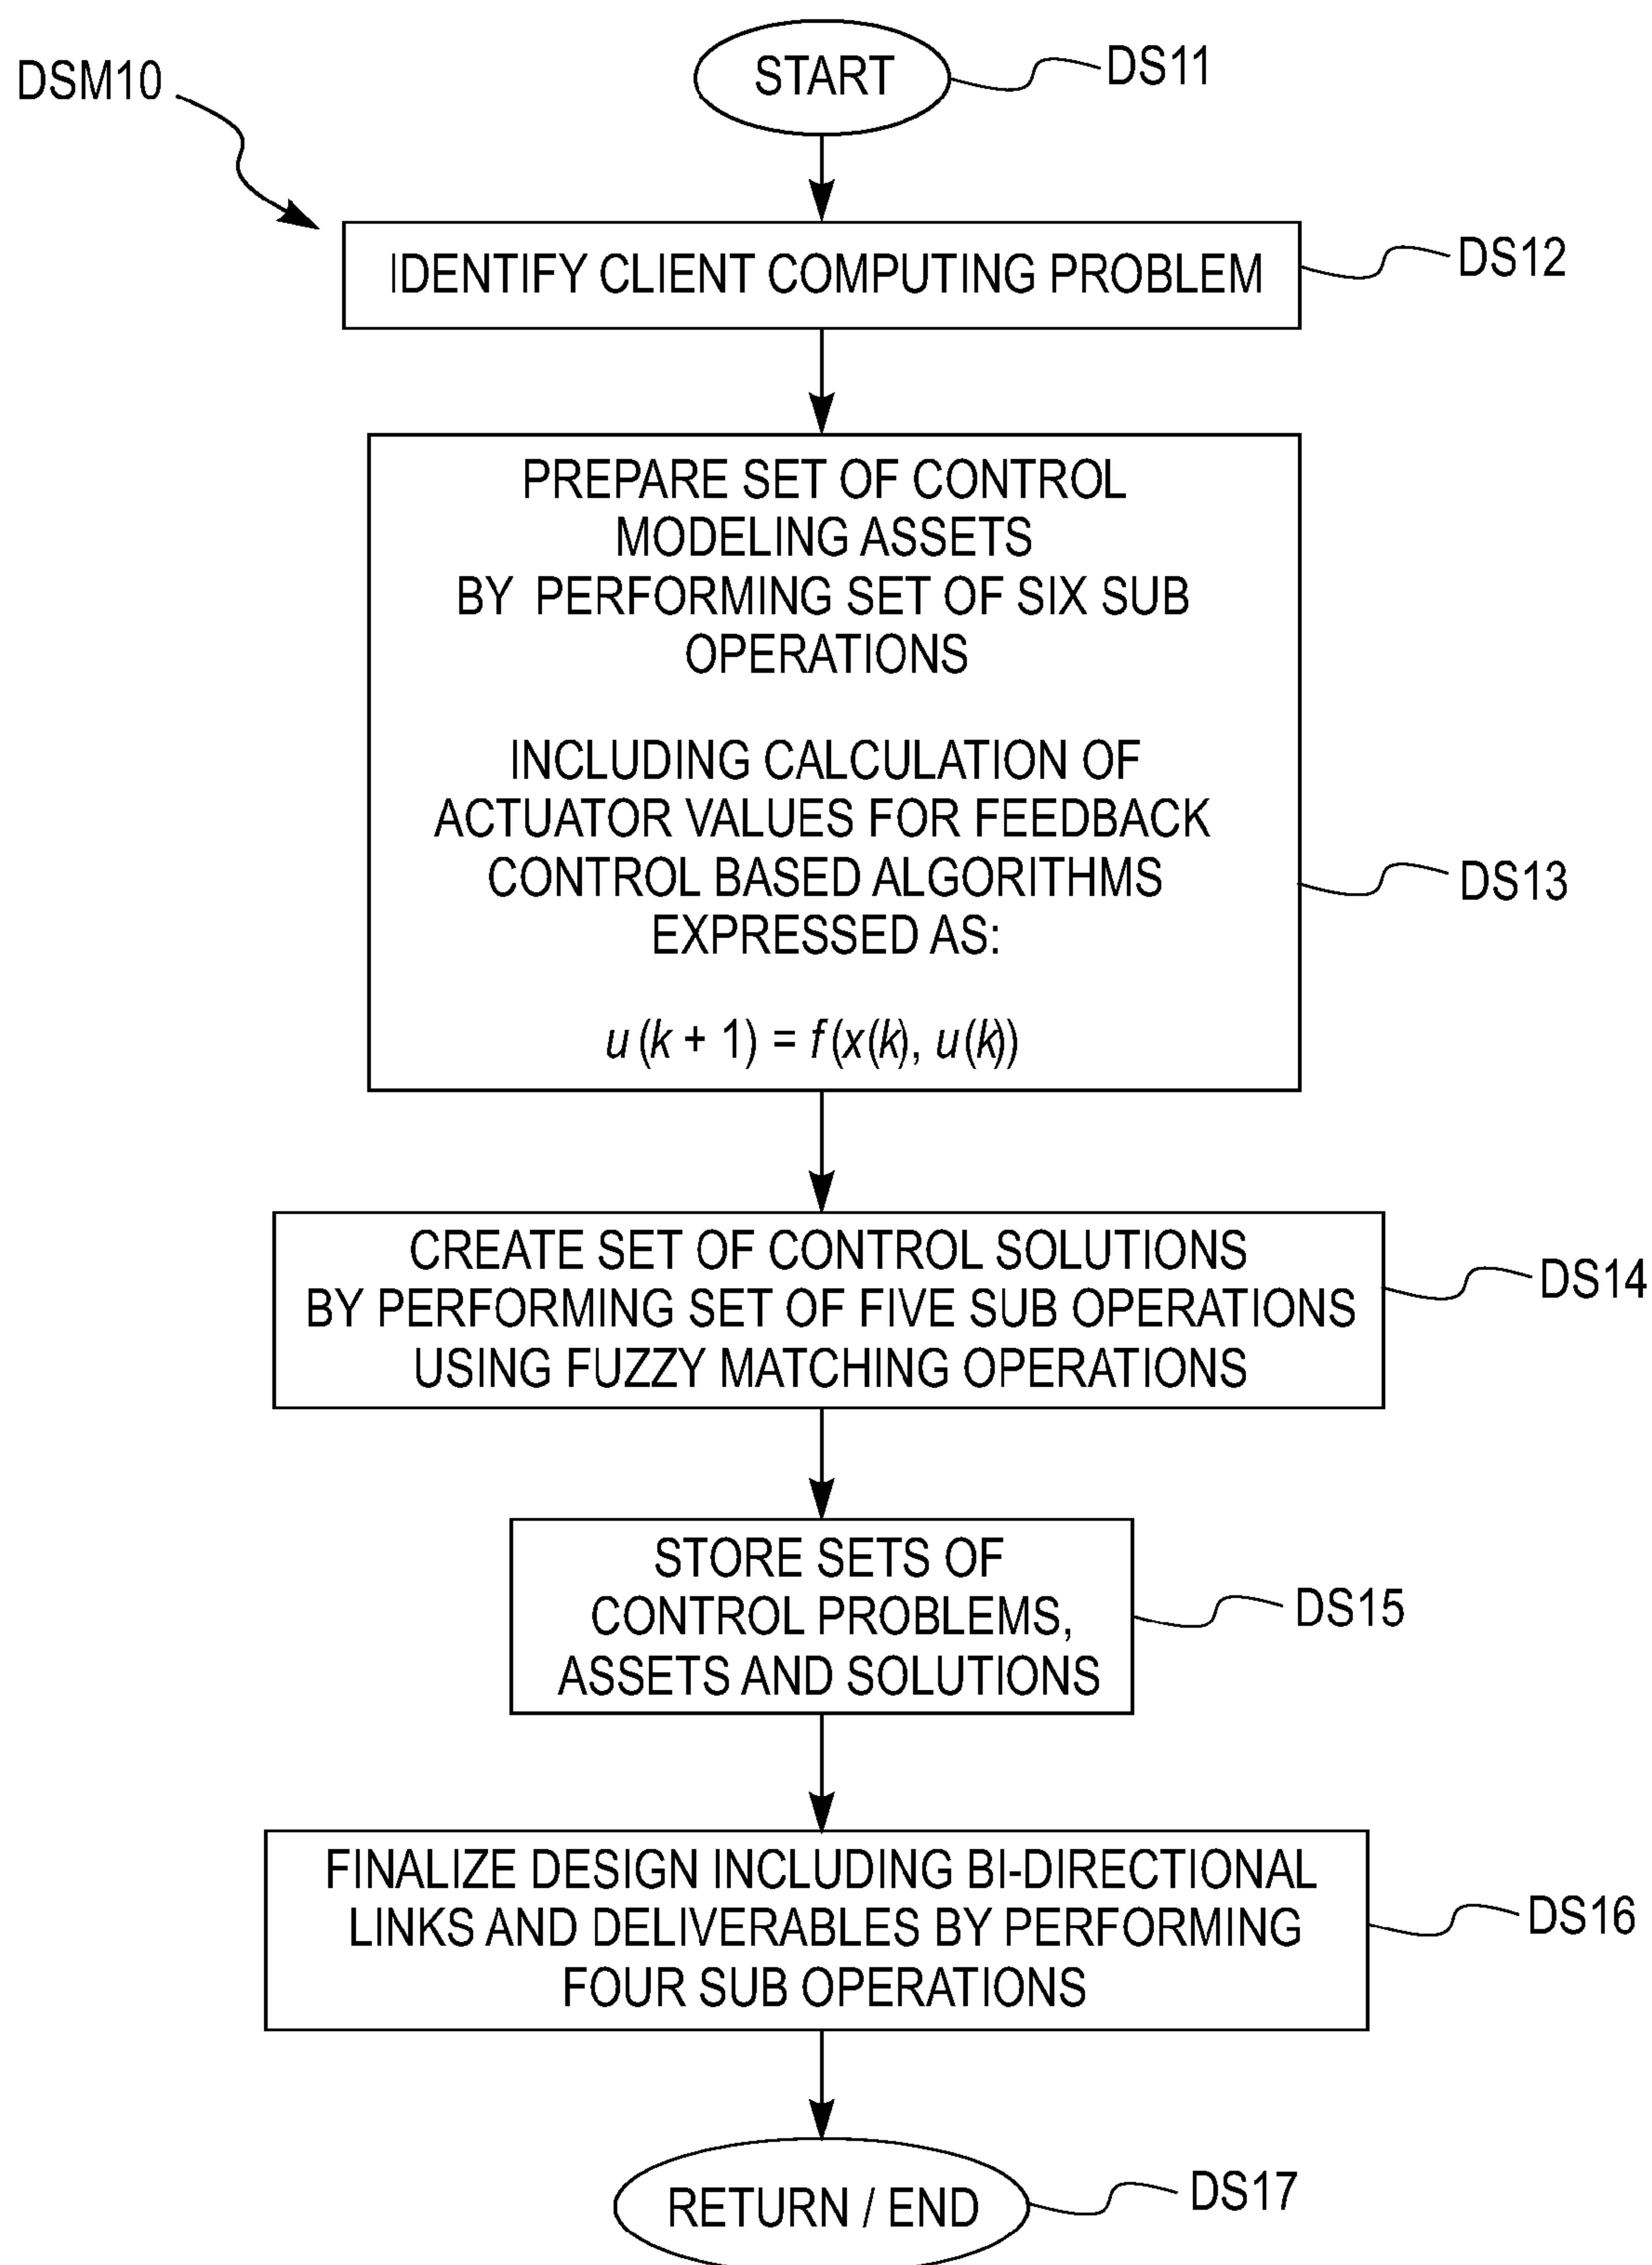 DSM10
START
DS11
IDENTIFY CLIENT COMPUTING PROBLEM
DS12
PREPARE SET OF CONTROL
MODELING ASSETS
BY PERFORMING SET OF SIX SUB
OPERATIONS
INCLUDING CALCULATION OF
ACTUATOR VALUES FOR FEEDBACK
CONTROL BASED ALGORITHMS
EXPRESSED AS:
u (k + 1) = f (x(k), u(k))
DS13
CREATE SET OF CONTROL SOLUTIONS
BY PERFORMING SET OF FIVE SUB OPERATIONS
USING FUZZY MATCHING OPERATIONS
DS14
STORE SETS OF
CONTROL PROBLEMS,
ASSETS AND SOLUTIONS
DS15
FINALIZE DESIGN INCLUDING BI-DIRECTIONAL
LINKS AND DELIVERABLES BY PERFORMING
FOUR SUB OPERATIONS
DS16
RETURN / END
DS17